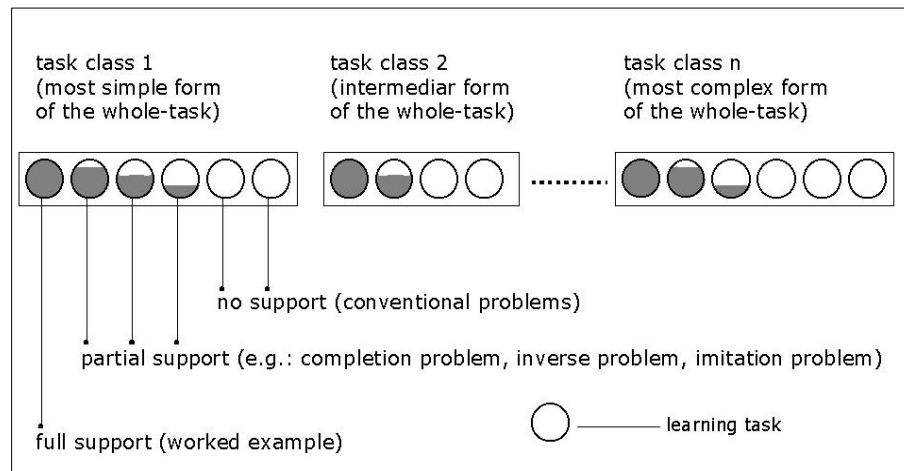 task class 1
(most simple form
of the whole-task)
task class 2
(intermediar form
of the whole-task)
task class n
(most complex form
of the whole-task)
no support (conventional problems)
partial support (e.g.: completion problem, inverse problem, imitation problem)
full support (worked example)
learning task